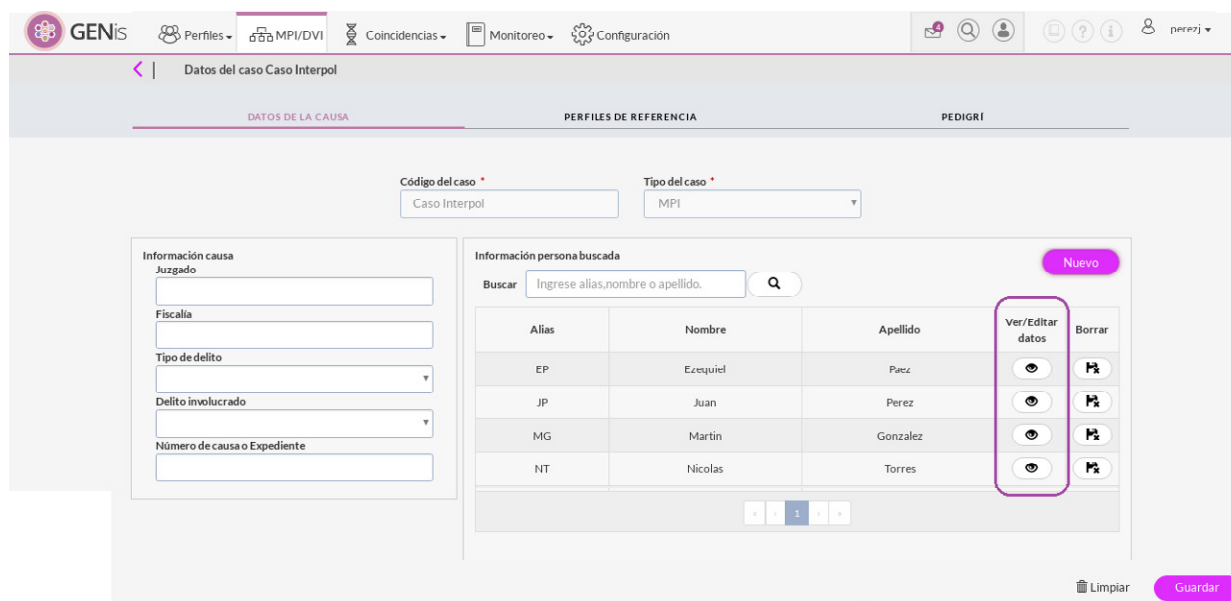 GENis Perfiles MPI/DVI Coincidencias Monitoreo Configuración 4 perezj
Datos del caso Caso Interpol
DATOS DE LA CAUSA PERFILES DE REFERENCIA PEDIGRÍ
Código del caso * Tipo del caso *
Caso Interpol MPI
Información causa
Juzgado
Fiscalía
Tipo de delito
Delito involucrado
Número de causa o Expediente
Información persona buscada
Nuevo
Buscar Ingrese alias,nombre o apellido.
Alias Nombre Apellido Ver/Editar datos Borrar
EP Ezequiel Paez
JP Juan Perez
MG Martin Gonzalez
NT Nicolas Torres
« ‹ 1 › »
Limpiar Guardar